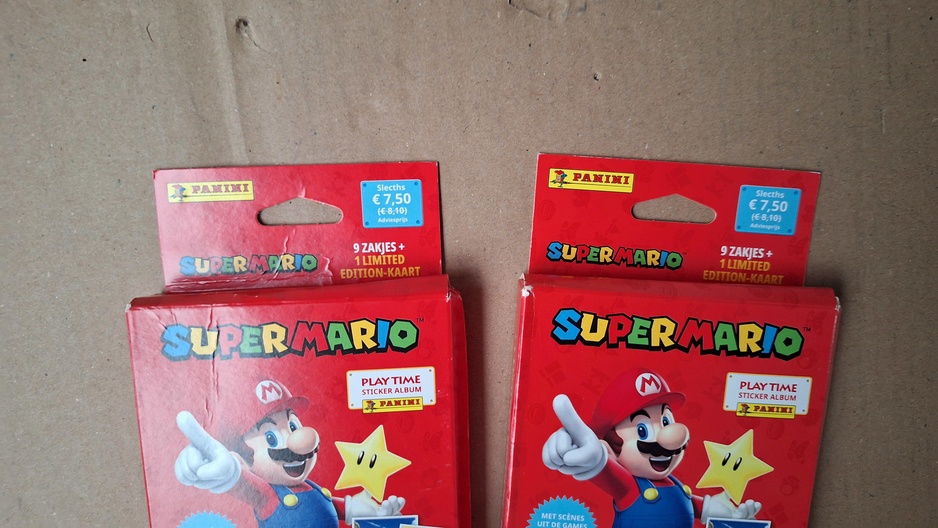 PANINI
Slechts
€ 7,50
(€ 8,10)
Adviesprijs
SUPER MARIO
9 ZAKJES +
1 LIMITED
EDITION-KAART
SUPER MARIO™
M
PLAY TIME
STICKER ALBUM
PANINI
PANINI
Slechts
€ 7,50
(€ 8,10)
Adviesprijs
SUPER MARIO
9 ZAKJES +
1 LIMITED
EDITION-KAART
SUPER MARIO™
M
PLAY TIME
STICKER ALBUM
PANINI
MET SCÈNES
UIT DE GAMES